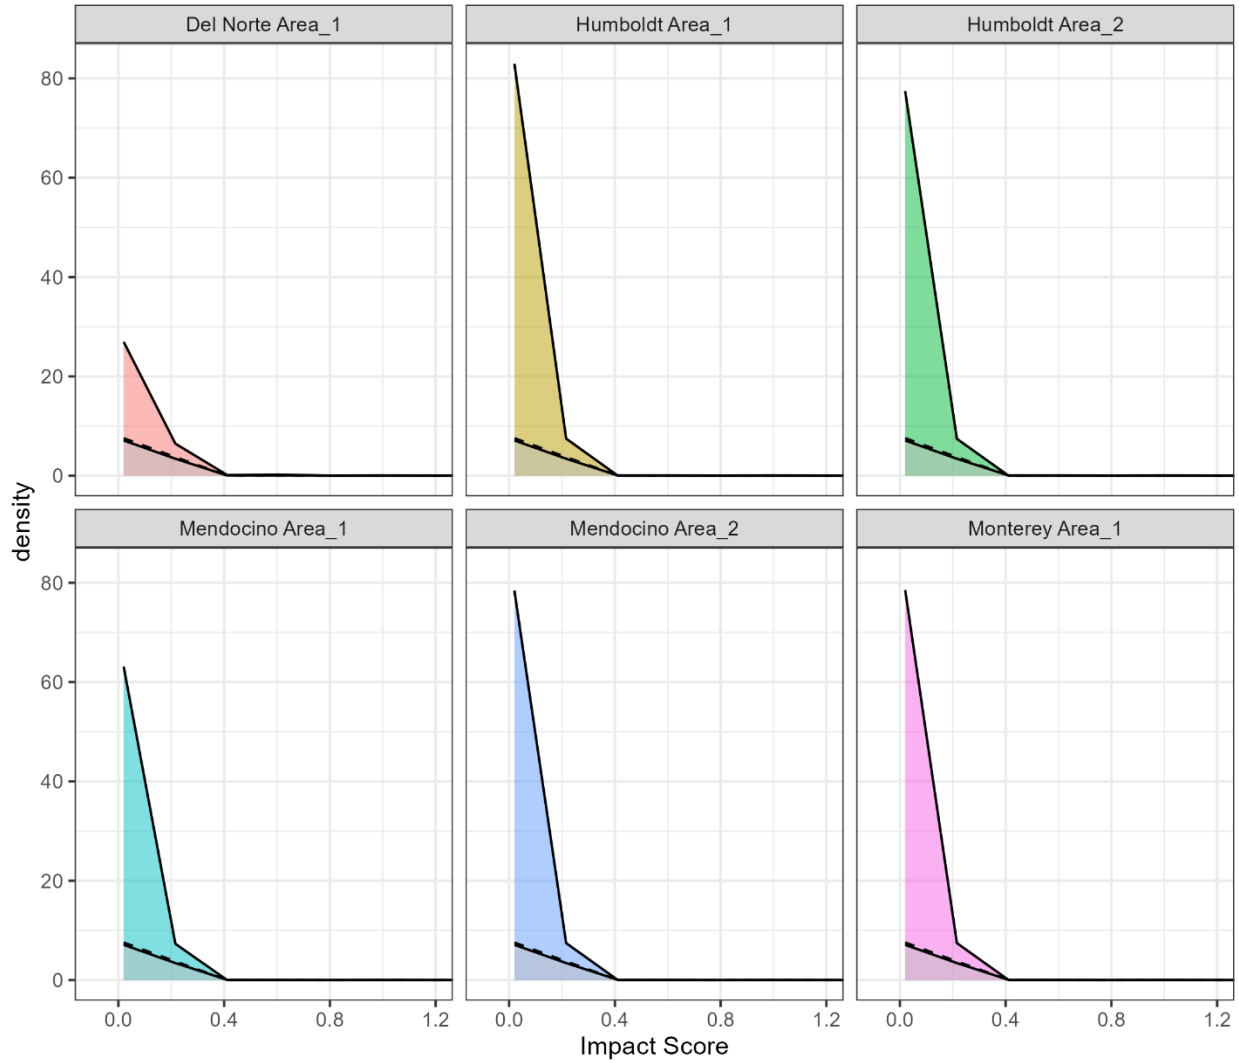 Del Norte Area_1
Humboldt Area_1
Humboldt Area_2
80
60
40
20
0
density
Mendocino Area_1
Mendocino Area_2
Monterey Area_1
80
60
40
20
0
0.0 0.4 0.8 1.2
0.0 0.4 0.8 1.2
0.0 0.4 0.8 1.2
Impact Score